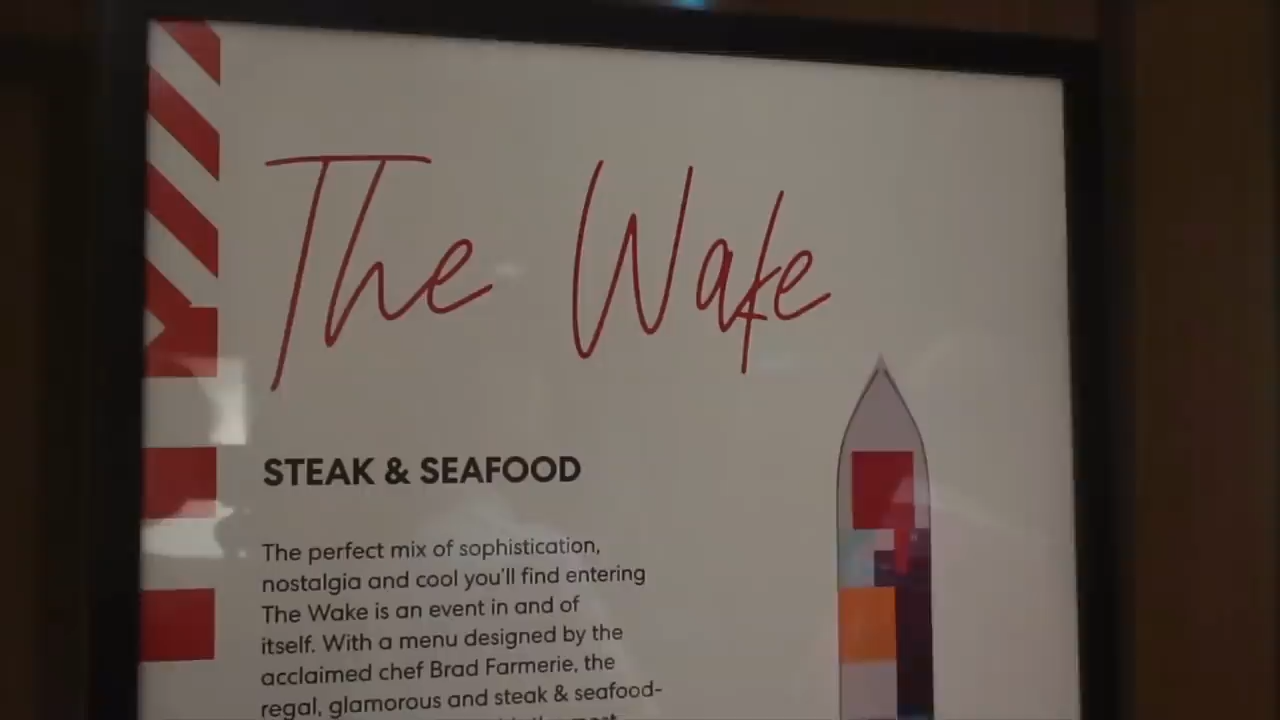 The Wake
STEAK & SEAFOOD
The perfect mix of sophistication,
nostalgia and cool you'll find entering
The Wake is an event in and of
itself. With a menu designed by the
acclaimed chef Brad Farmerie, the
regal, glamorous and steak & seafood-
the most